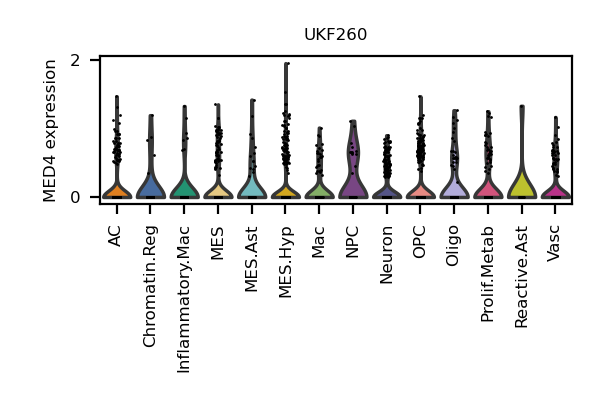 UKF260
MED4 expression
2
0
AC
Chromatin.Reg
Inflammatory.Mac
MES
MES.Ast
MES.Hyp
Mac
NPC
Neuron
OPC
Oligo
Prolif.Metab
Reactive.Ast
Vasc